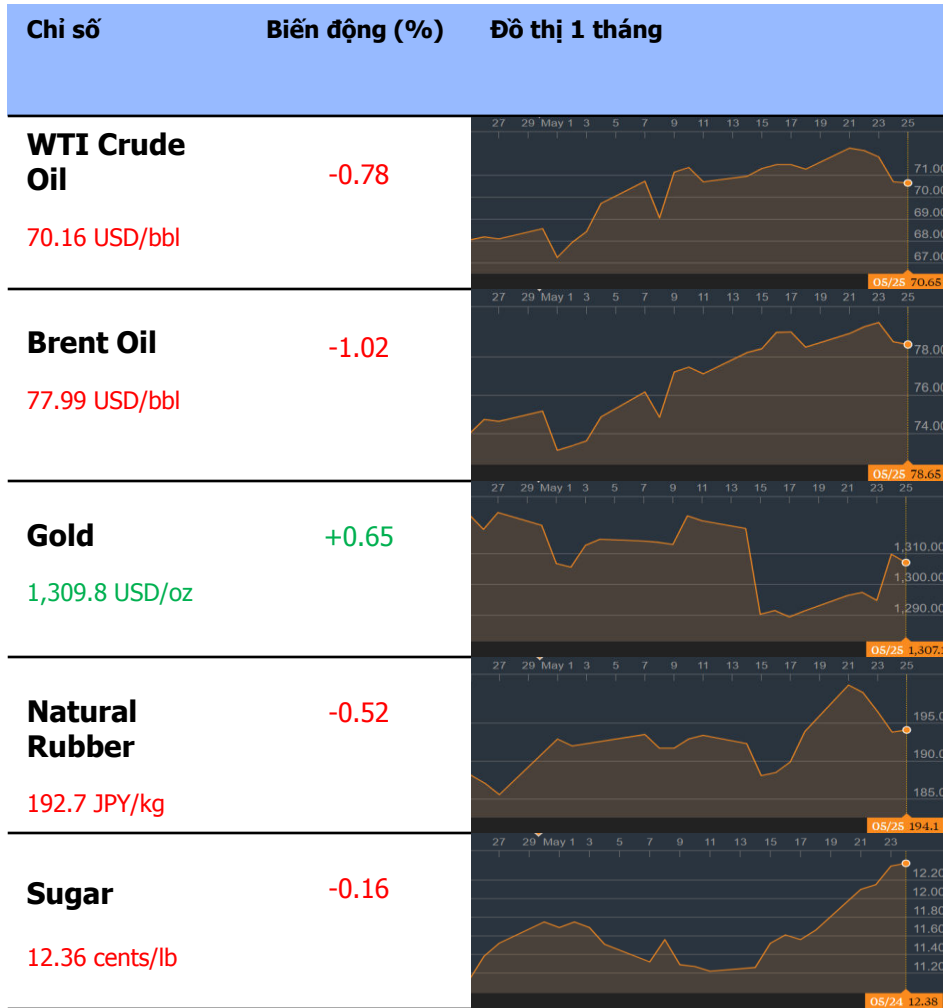 Chỉ số Biến động (%) Đồ thị 1 tháng
WTI Crude
Oil
-0.78
70.16 USD/bbl
27 29 May 1 3 5 7 9 11 13 15 17 19 21 23 25
71.00
70.00
69.00
68.00
67.00
05/25 70.65
Brent Oil
-1.02
77.99 USD/bbl
27 29 May 1 3 5 7 9 11 13 15 17 19 21 23 25
78.00
76.00
74.00
05/25 78.65
Gold
+0.65
1,309.8 USD/oz
27 29 May 1 3 5 7 9 11 13 15 17 19 21 23 25
1,310.00
1,300.00
1,290.00
05/25
Natural
Rubber
-0.52
192.7 JPY/kg
27 29 May 1 3 5 7 9 11 13 15 17 19 21 23 25
195.0
190.0
185.0
05/25 194.1
Sugar
-0.16
12.36 cents/lb
27 29 May 1 3 5 7 9 11 13 15 17 19 21 23
12.20
12.00
11.80
11.60
11.40
11.20
05/24 12.38